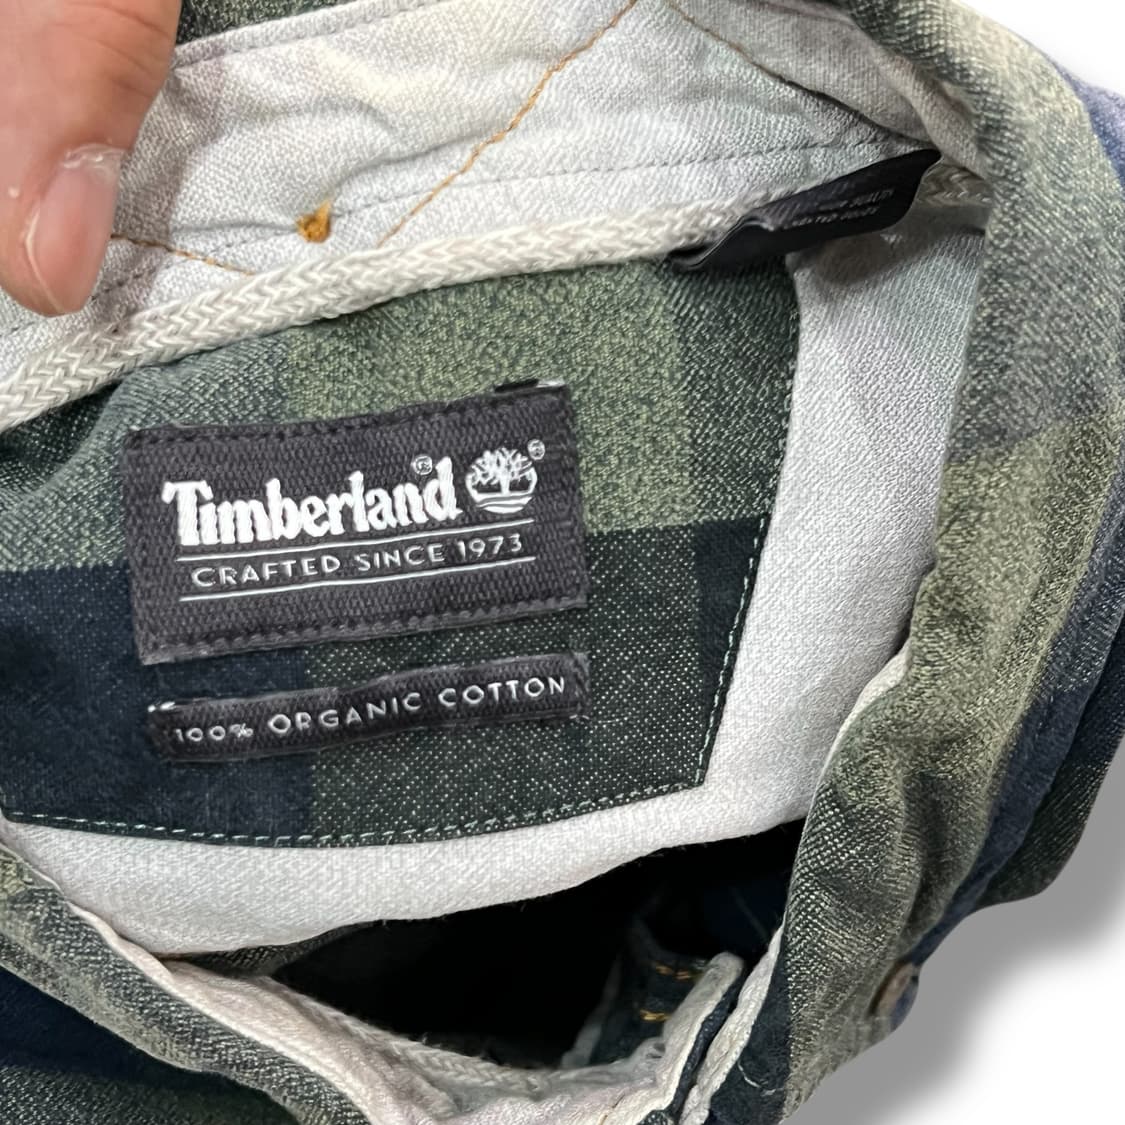 Timberland®
CRAFTED SINCE 1973
100% ORGANIC COTTON